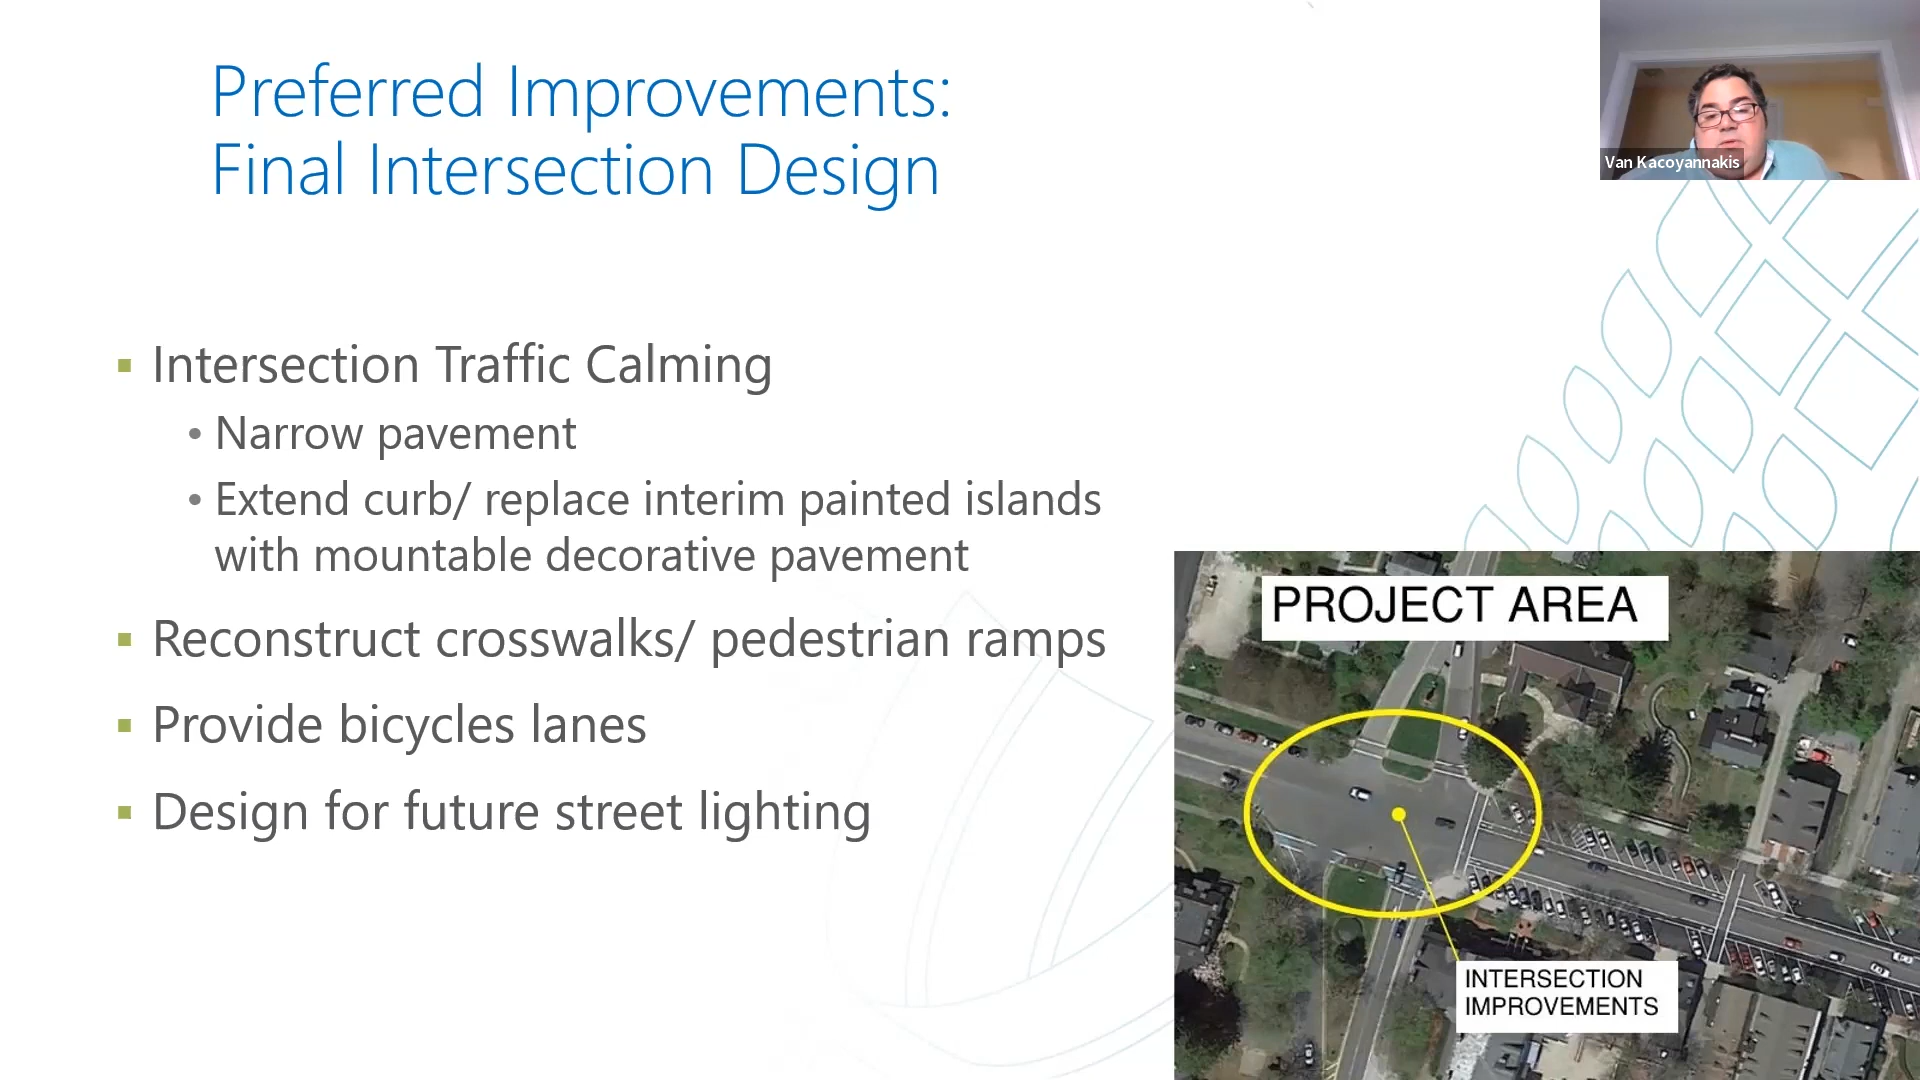 Preferred Improvements:
Final Intersection Design
Van Kacoyannakis
▪ Intersection Traffic Calming
• Narrow pavement
• Extend curb/ replace interim painted islands
with mountable decorative pavement
▪ Reconstruct crosswalks/ pedestrian ramps
▪ Provide bicycles lanes
▪ Design for future street lighting
PROJECT AREA
INTERSECTION
IMPROVEMENTS